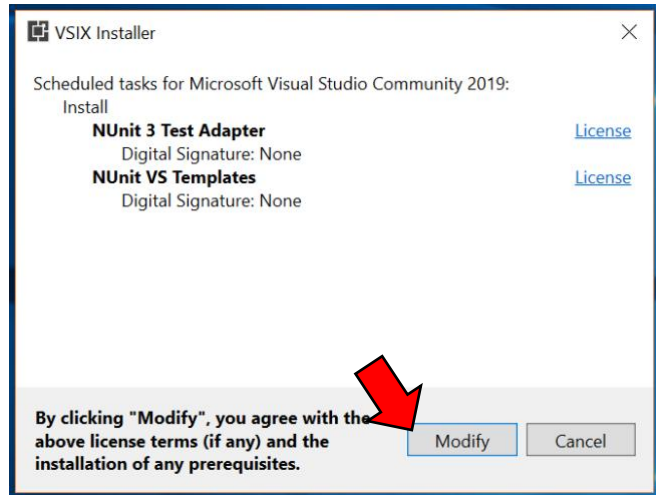 VSIX Installer
Scheduled tasks for Microsoft Visual Studio Community 2019:
Install
NUnit 3 Test Adapter License
Digital Signature: None
NUnit VS Templates License
Digital Signature: None
By clicking "Modify", you agree with the
above license terms (if any) and the
installation of any prerequisites.
Modify Cancel